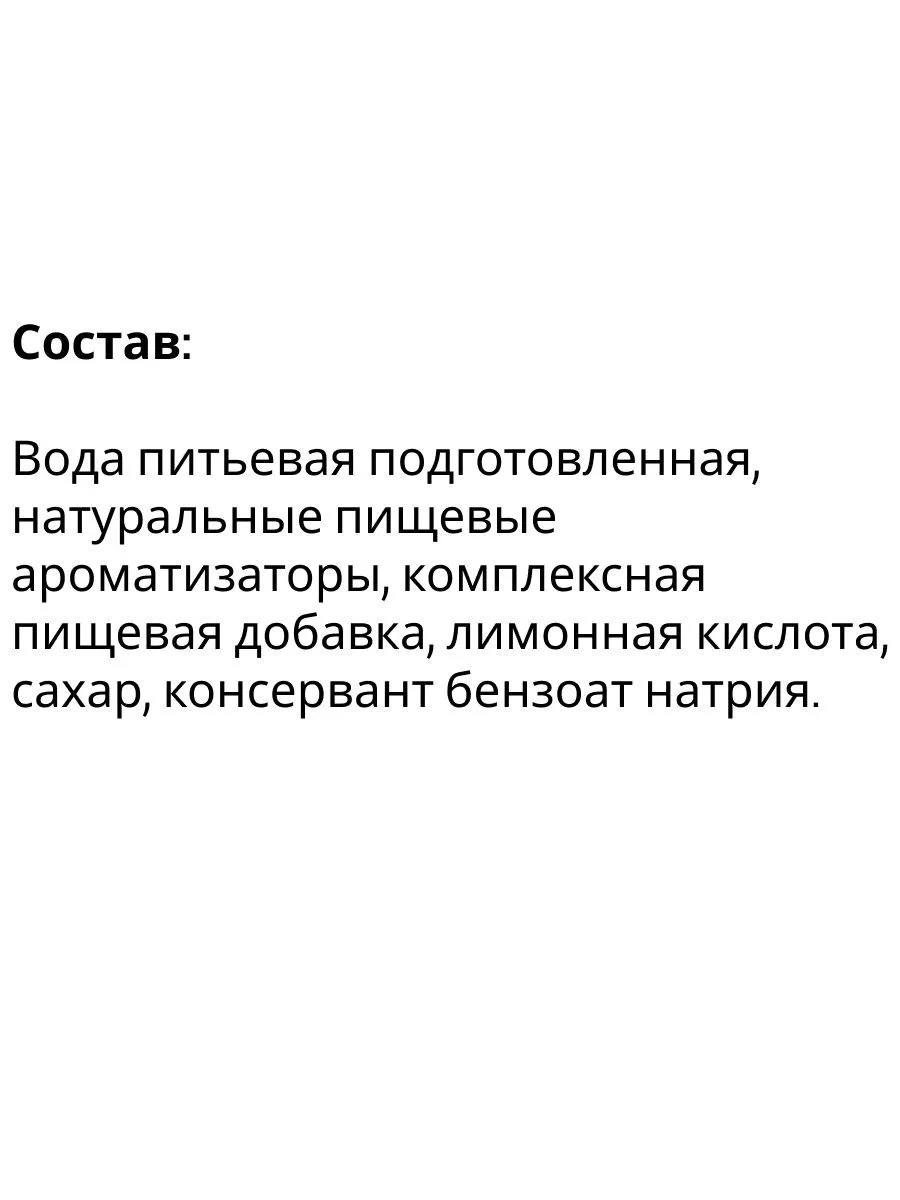 Состав:
Вода питьевая подготовленная,
натуральные пищевые
ароматизаторы, комплексная
пищевая добавка, лимонная кислота,
сахар, консервант бензоат натрия.